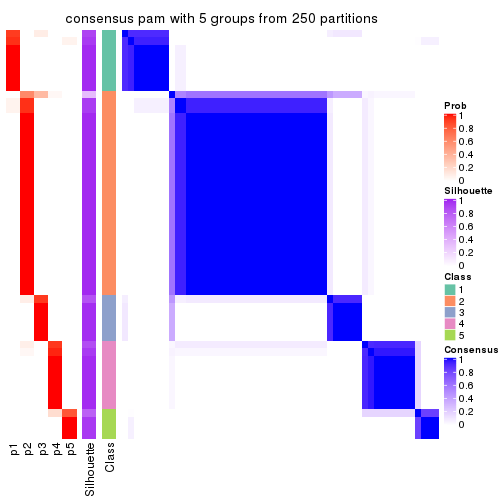 consensus pam with 5 groups from 250 partitions
Prob
1
0.8
0.6
0.4
0.2
0
Silhouette
1
0.8
0.6
0.4
0.2
0
Class
1
2
3
4
5
Consensus
1
0.8
0.6
0.4
0.2
0
p1
p2
p3
p4
p5
Silhouette
Class